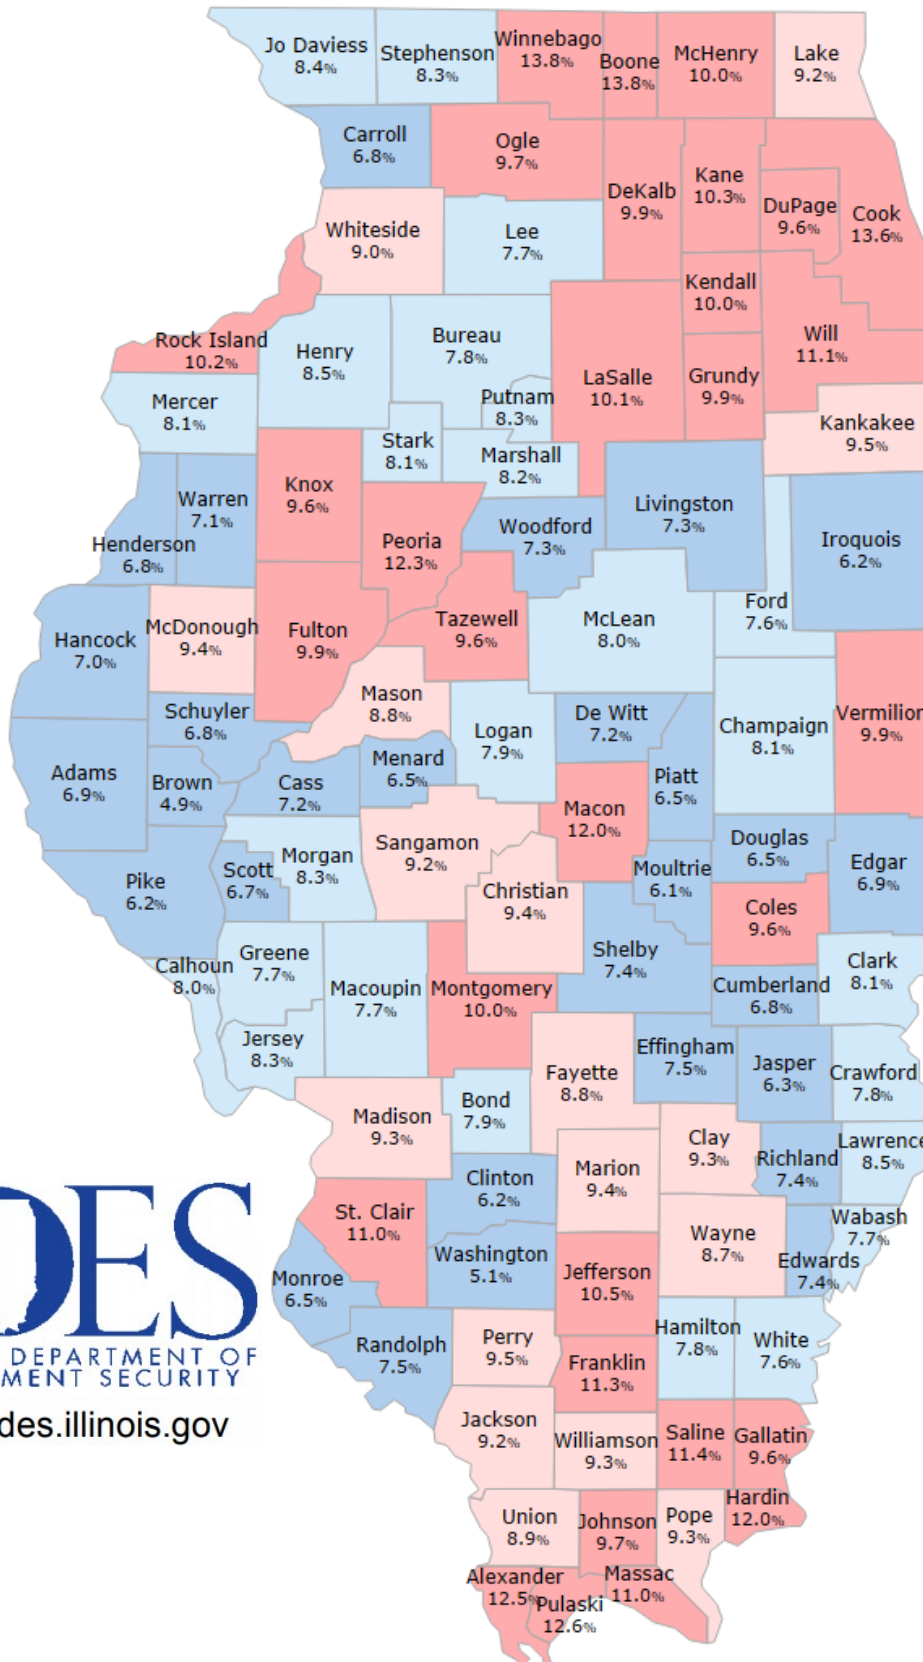 Jo Daviess
8.4%
Stephenson
8.3%
Winnebago
13.8%
Boone
13.8%
McHenry
10.0%
Lake
9.2%
Carroll
6.8%
Ogle
9.7%
DeKalb
9.9%
Kane
10.3%
DuPage
9.6%
Cook
13.6%
Whiteside
9.0%
Lee
7.7%
Kendall
10.0%
Rock Island
10.2%
Henry
8.5%
Bureau
7.8%
Putnam
8.3%
LaSalle
10.1%
Grundy
9.9%
Will
11.1%
Mercer
8.1%
Stark
8.1%
Marshall
8.2%
Kankakee
9.5%
Henderson
6.8%
Warren
7.1%
Knox
9.6%
Peoria
12.3%
Woodford
7.3%
Livingston
7.3%
Iroquois
6.2%
Hancock
7.0%
McDonough
9.4%
Fulton
9.9%
Tazewell
9.6%
McLean
8.0%
Ford
7.6%
Schuyler
6.8%
Mason
8.8%
Logan
7.9%
De Witt
7.2%
Champaign
8.1%
Vermilion
9.9%
Adams
6.9%
Brown
4.9%
Cass
7.2%
Menard
6.5%
Piatt
6.5%
Macon
12.0%
Pike
6.2%
Scott
6.7%
Morgan
8.3%
Sangamon
9.2%
Christian
9.4%
Moultrie
6.1%
Douglas
6.5%
Edgar
6.9%
Coles
9.6%
Calhoun
8.0%
Greene
7.7%
Macoupin
7.7%
Montgomery
10.0%
Shelby
7.4%
Cumberland
6.8%
Clark
8.1%
Jersey
8.3%
Fayette
8.8%
Effingham
7.5%
Jasper
6.3%
Crawford
7.8%
Madison
9.3%
Bond
7.9%
Clay
9.3%
Richland
7.4%
Lawrence
8.5%
Clinton
6.2%
Marion
9.4%
St. Clair
11.0%
Wayne
8.7%
Wabash
7.7%
Edwards
7.4%
Monroe
6.5%
Washington
5.1%
Jefferson
10.5%
Randolph
7.5%
Perry
9.5%
Franklin
11.3%
Hamilton
7.8%
White
7.6%
Jackson
9.2%
Williamson
9.3%
Saline
11.4%
Gallatin
9.6%
Union
8.9%
Johnson
9.7%
Pope
9.3%
Hardin
12.0%
Alexander
12.5%
Pulaski
12.6%
Massac
11.0%
DES
DEPARTMENT OF
MENT SECURITY
des.illinois.gov